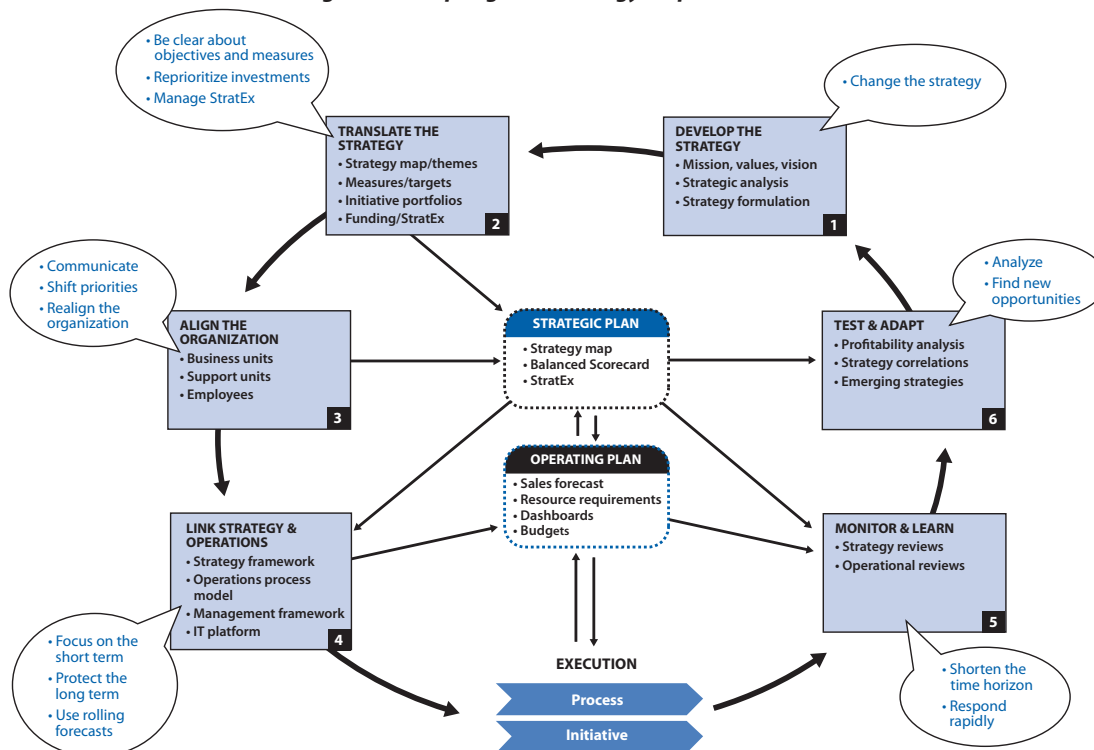 • Be clear about
objectives and measures
• Reprioritize investments
• Manage StratEx
• Change the strategy
TRANSLATE THE
STRATEGY
• Strategy map/themes
• Measures/targets
• Initiative portfolios
• Funding/StratEx
2
DEVELOP THE
STRATEGY
• Mission, values, vision
• Strategic analysis
• Strategy formulation
1
• Communicate
• Shift priorities
• Realign the
organization
• Analyze
• Find new
opportunities
ALIGN THE
ORGANIZATION
• Business units
• Support units
• Employees
3
STRATEGIC PLAN
• Strategy map
• Balanced Scorecard
• StratEx
TEST & ADAPT
• Profitability analysis
• Strategy correlations
• Emerging strategies
6
OPERATING PLAN
• Sales forecast
• Resource requirements
• Dashboards
• Budgets
LINK STRATEGY &
OPERATIONS
• Strategy framework
• Operations process
model
• Management framework
• IT platform
4
MONITOR & LEARN
• Strategy reviews
• Operational reviews
5
• Focus on the
short term
• Protect the
long term
• Use rolling
forecasts
EXECUTION
Process
Initiative
• Shorten the
time horizon
• Respond
rapidly